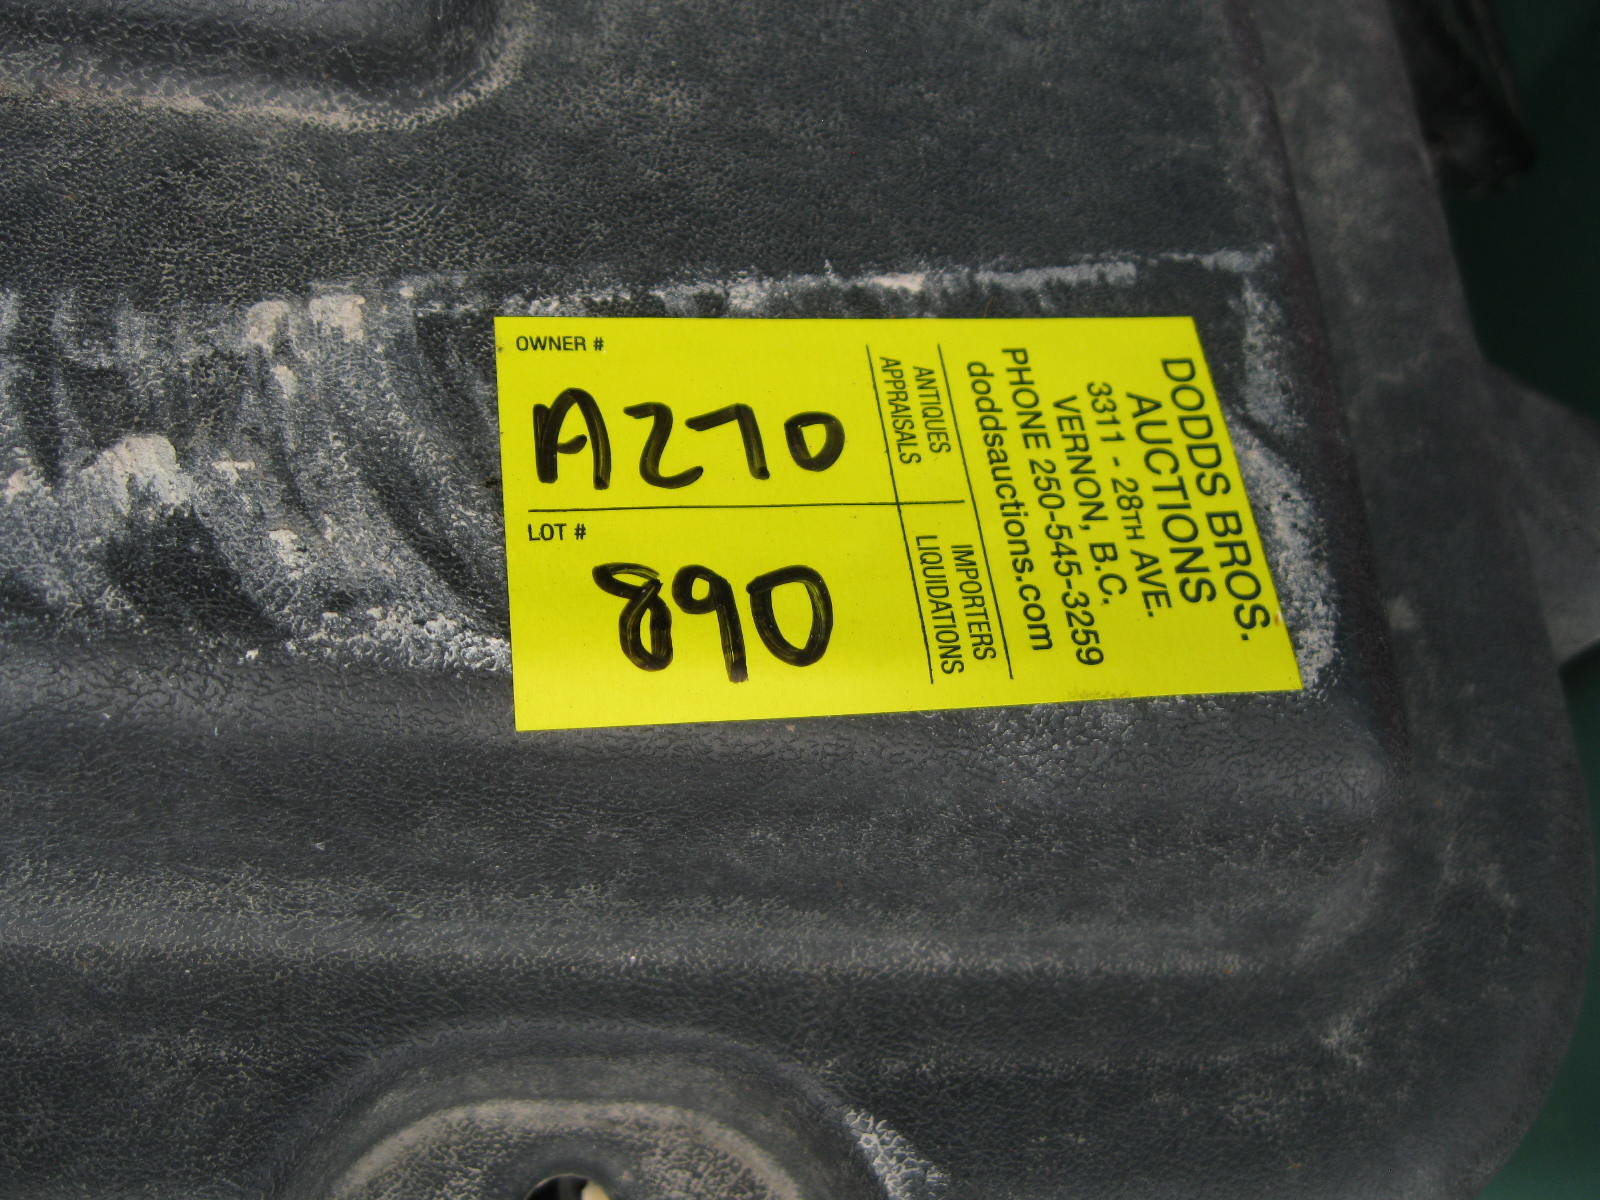 OWNER #
A270
LOT #
890
DODDS BROS.
AUCTIONS
3311 - 28TH AVE.
VERNON, B.C.
PHONE 250-545-3259
doddsauctions.com
ANTIQUES
APPRAISALS
IMPORTERS
LIQUIDATIONS